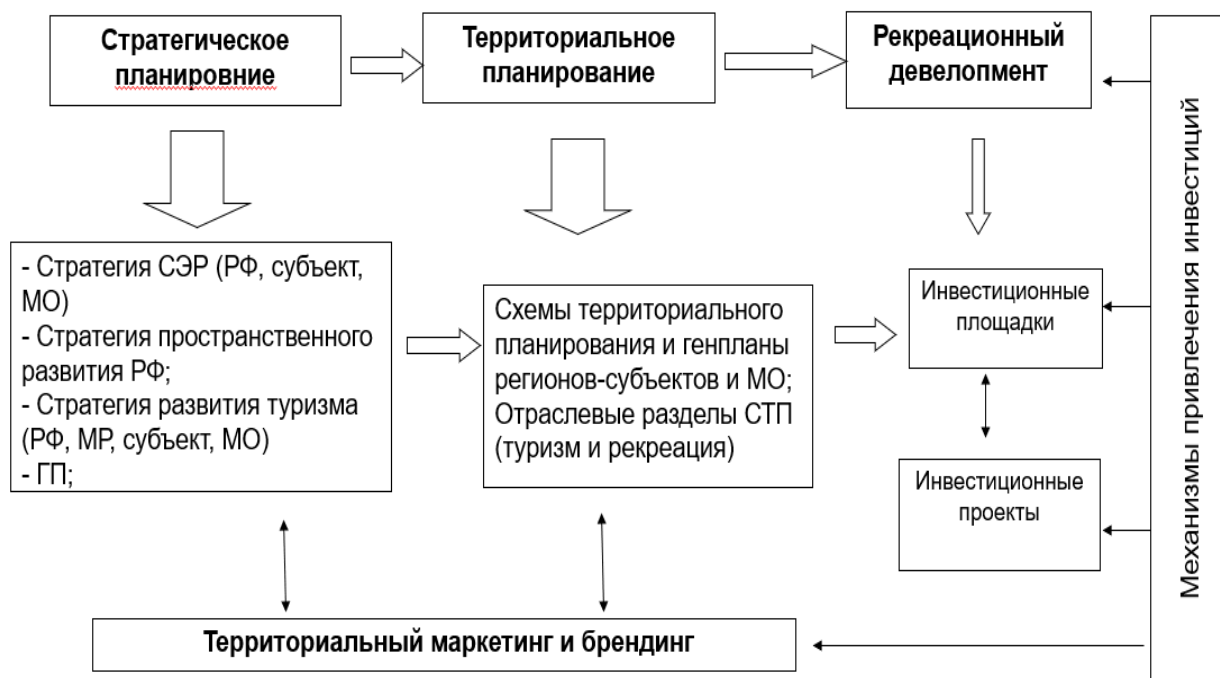 Стратегическое
планировние
Территориальное
планирование
Рекреационный
девелопмент
- Стратегия СЭР (РФ, субъект,
МО)
- Стратегия пространственного
развития РФ;
- Стратегия развития туризма
(РФ, МР, субъект, МО)
- ГП;
Схемы территориального
планирования и генпланы
регионов-субъектов и МО;
Отраслевые разделы СТП
(туризм и рекреация)
Инвестиционные
площадки
Инвестиционные
проекты
Территориальный маркетинг и брендинг
Механизмы привлечения инвестиций